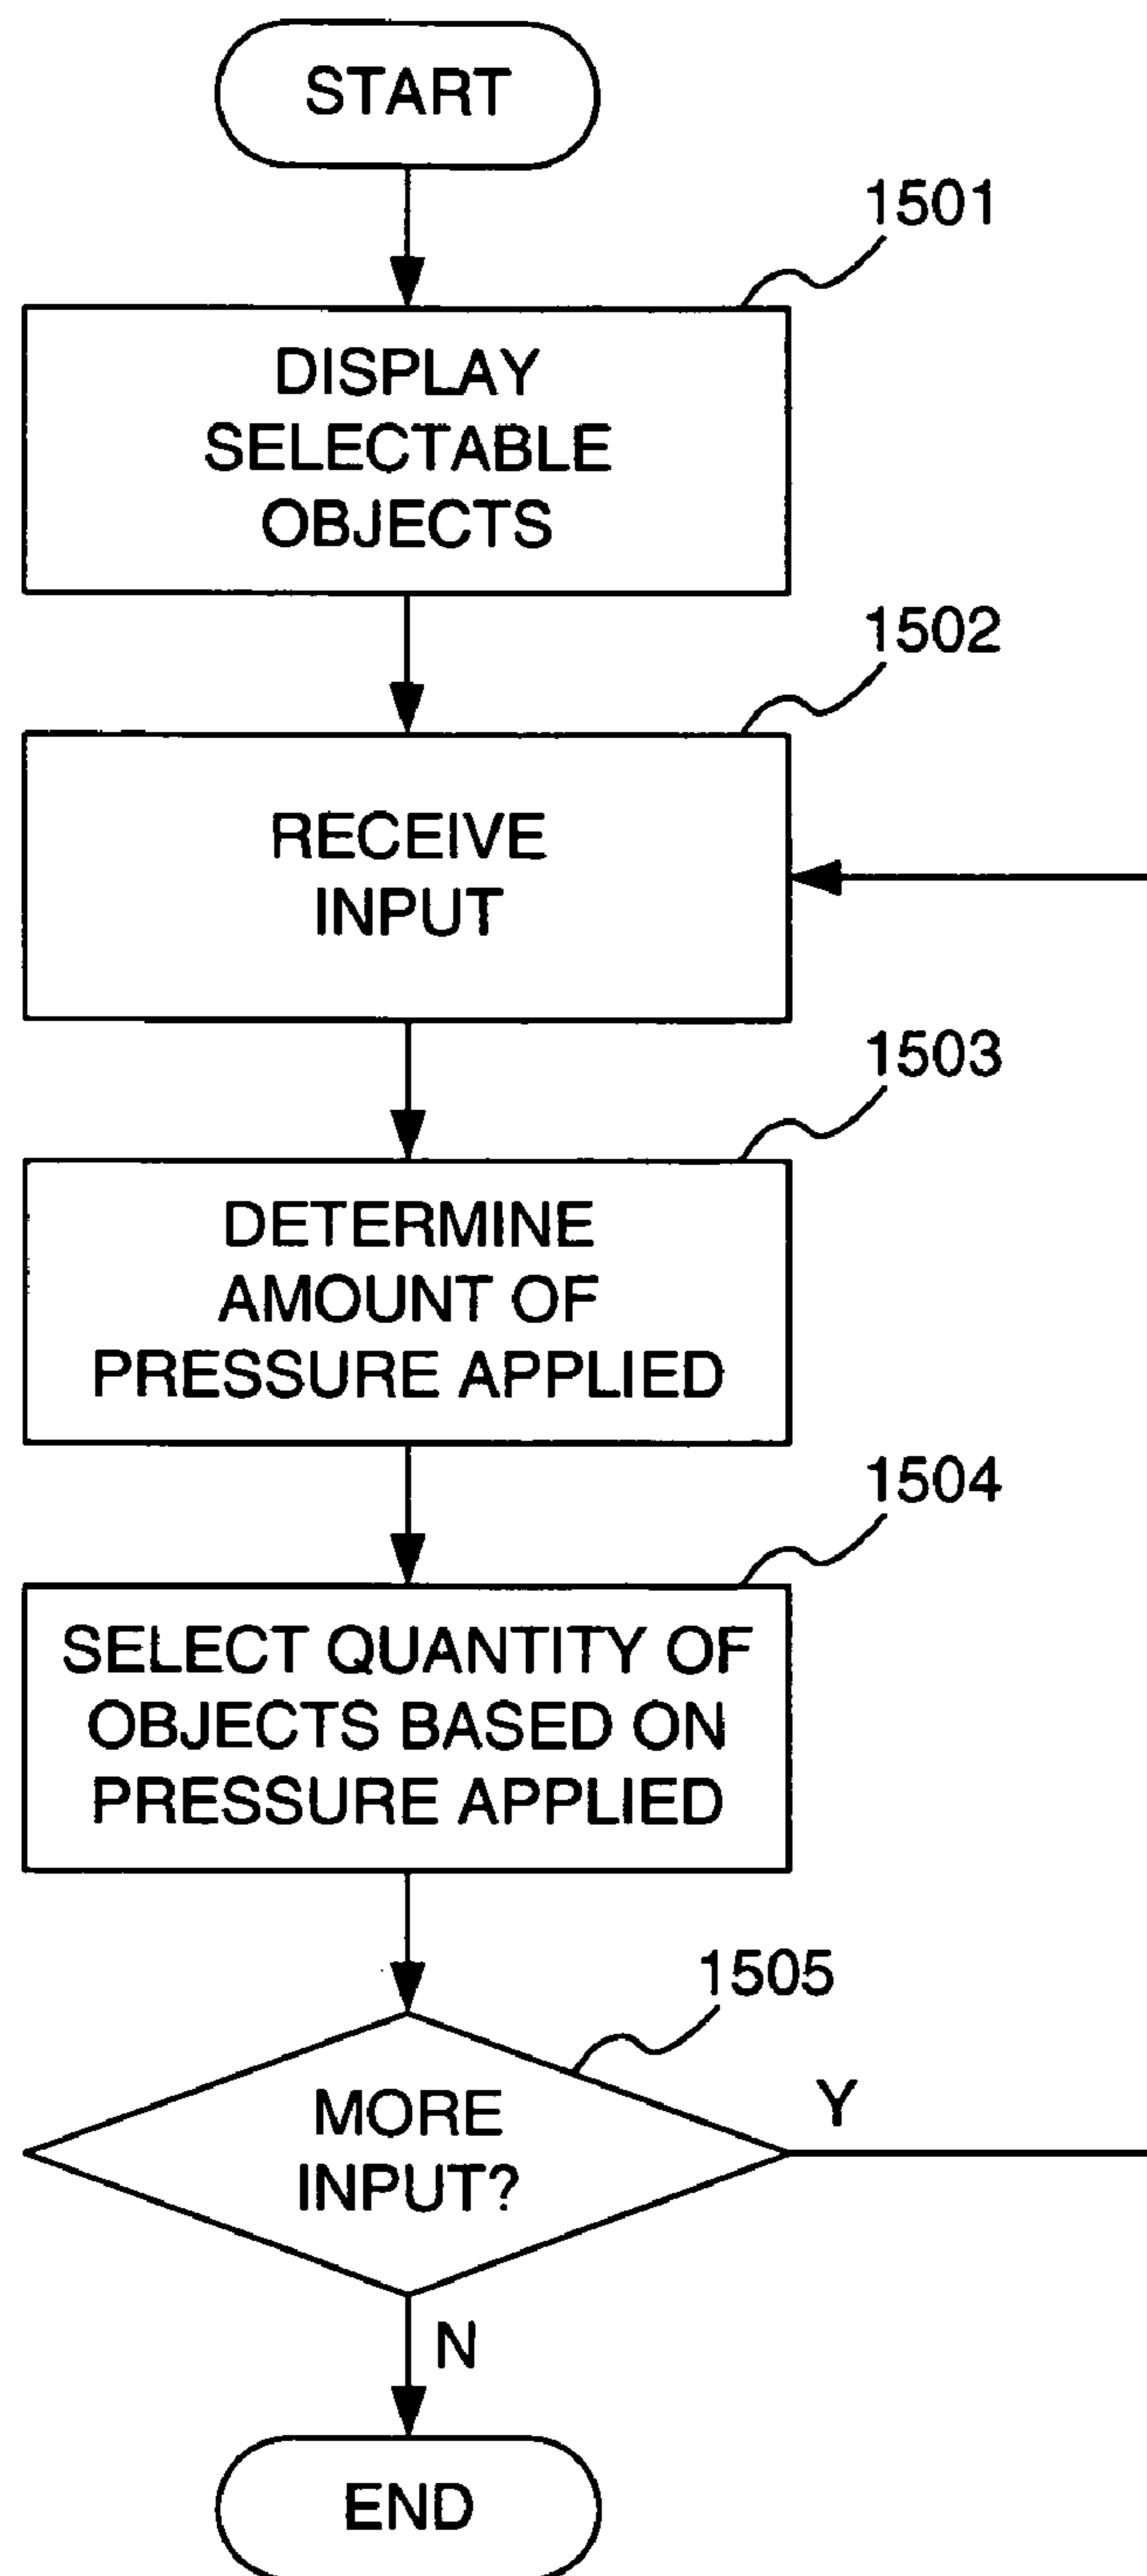 START
1501
DISPLAY
SELECTABLE
OBJECTS
1502
RECEIVE
INPUT
1503
DETERMINE
AMOUNT OF
PRESSURE APPLIED
1504
SELECT QUANTITY OF
OBJECTS BASED ON
PRESSURE APPLIED
1505
MORE
INPUT?
Y
N
END